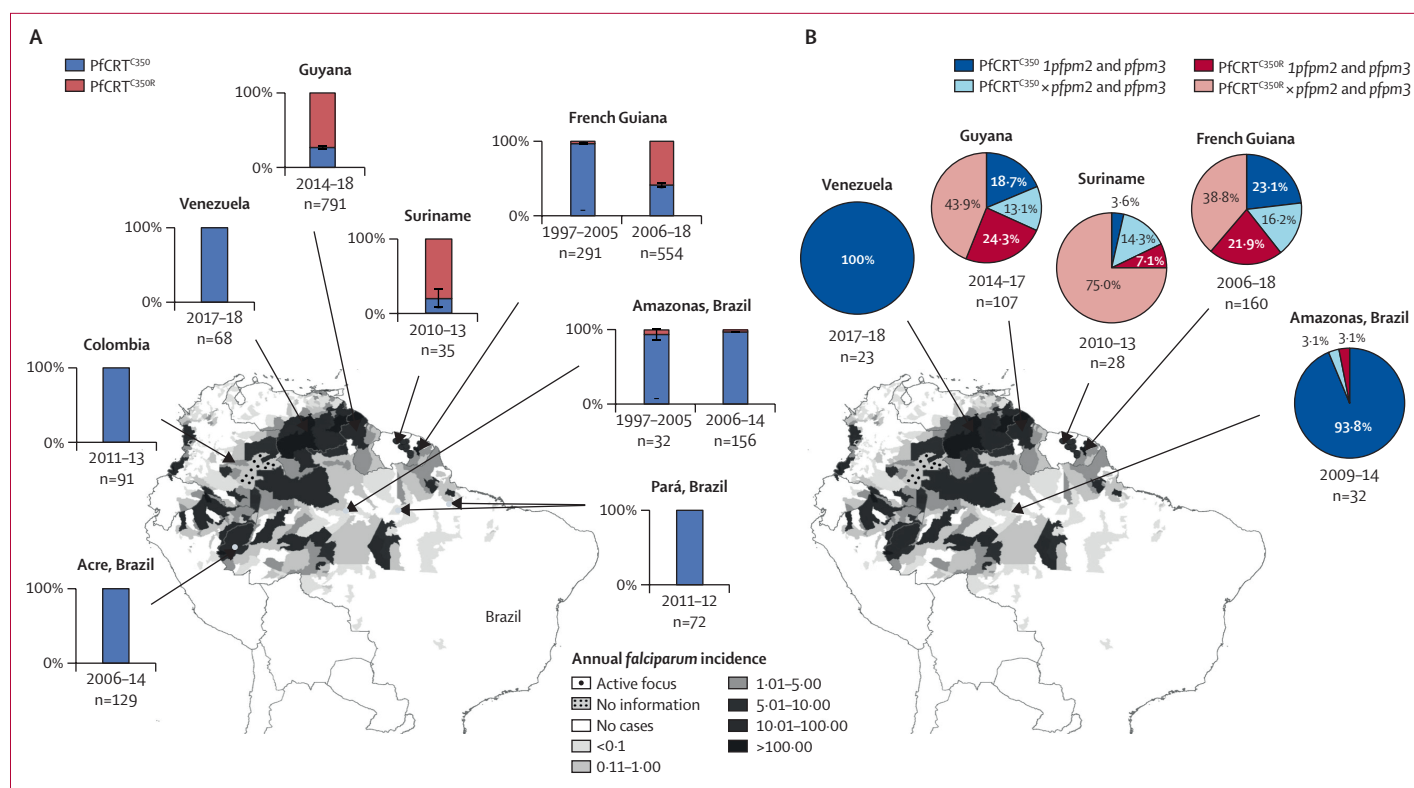 A
PfCRT^C350
PfCRT^C350R
Guyana
100%
0%
2014–18
n=791
French Guiana
100%
0%
1997–2005
2006–18
n=291
n=554
Venezuela
100%
0%
2017–18
n=68
Suriname
100%
0%
2010–13
n=35
Colombia
100%
0%
2011–13
n=91
Amazonas, Brazil
100%
0%
1997–2005
2006–14
n=32
n=156
Acre, Brazil
100%
0%
2006–14
n=129
Pará, Brazil
100%
0%
2011–12
n=72
Brazil
Annual falciparum incidence
Active focus
No information
No cases
<0·1
0·11–1·00
1·01–5·00
5·01–10·00
10·01–100·00
>100·00
B
PfCRT^C350 1pfpm2 and pfpm3
PfCRT^C350 × pfpm2 and pfpm3
PfCRT^C350R 1pfpm2 and pfpm3
PfCRT^C350R × pfpm2 and pfpm3
Venezuela
100%
2017–18
n=23
Guyana
18·7%
13·1%
24·3%
43·9%
2014–17
n=107
Suriname
3·6%
14·3%
7·1%
75·0%
2010–13
n=28
French Guiana
23·1%
16·2%
21·9%
38·8%
2006–18
n=160
Amazonas, Brazil
3·1%
3·1%
93·8%
2009–14
n=32